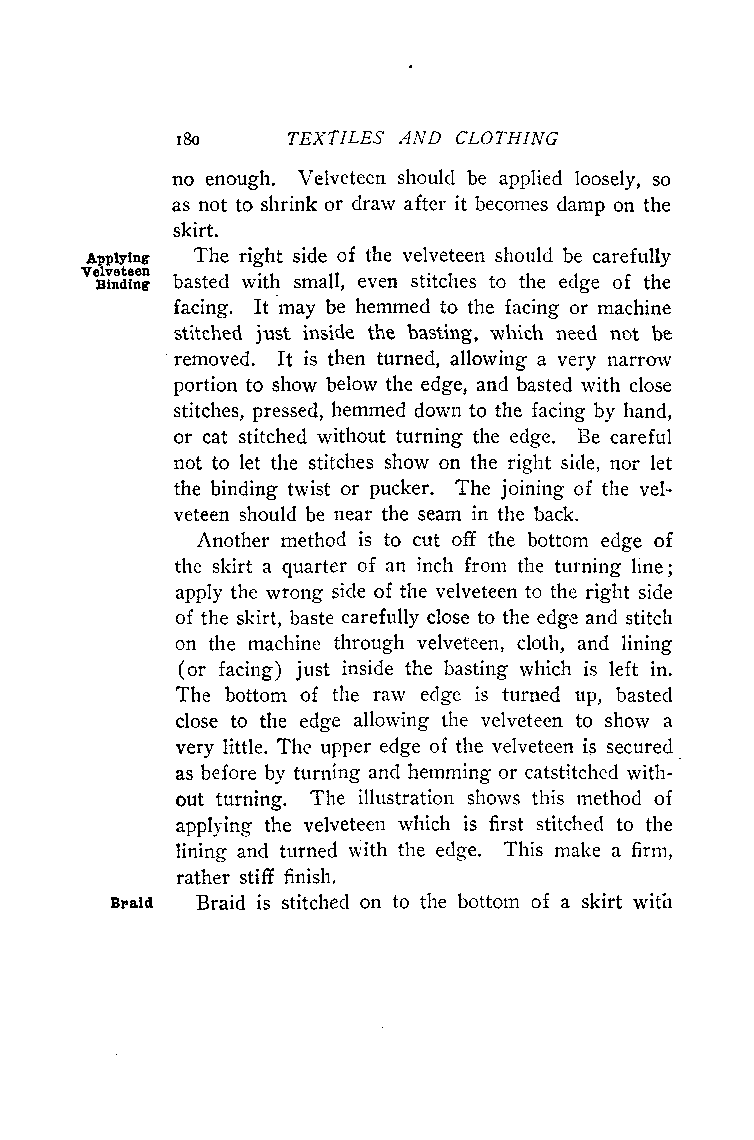 180 TEXTILES AND CLOTHING
no enough. Velveteen should be applied loosely, so
as not to shrink or draw after it becomes damp on the
skirt.
Applying
Velveteen
Binding
The right side of the velveteen should be carefully
basted with small, even stitches to the edge of the
facing. It may be hemmed to the facing or machine
stitched just inside the basting, which need not be
removed. It is then turned, allowing a very narrow
portion to show below the edge, and basted with close
stitches, pressed, hemmed down to the facing by hand,
or cat stitched without turning the edge. Be careful
not to let the stitches show on the right side, nor let
the binding twist or pucker. The joining of the vel-
veteen should be near the seam in the back.
Another method is to cut off the bottom edge of
the skirt a quarter of an inch from the turning line;
apply the wrong side of the velveteen to the right side
of the skirt, baste carefully close to the edge and stitch
on the machine through velveteen, cloth, and lining
(or facing) just inside the basting which is left in.
The bottom of the raw edge is turned up, basted
close to the edge allowing the velveteen to show a
very little. The upper edge of the velveteen is secured
as before by turning and hemming or catstitched with-
out turning. The illustration shows this method of
applying the velveteen which is first stitched to the
lining and turned with the edge. This make a firm,
rather stiff finish.
Braid
Braid is stitched on to the bottom of a skirt with